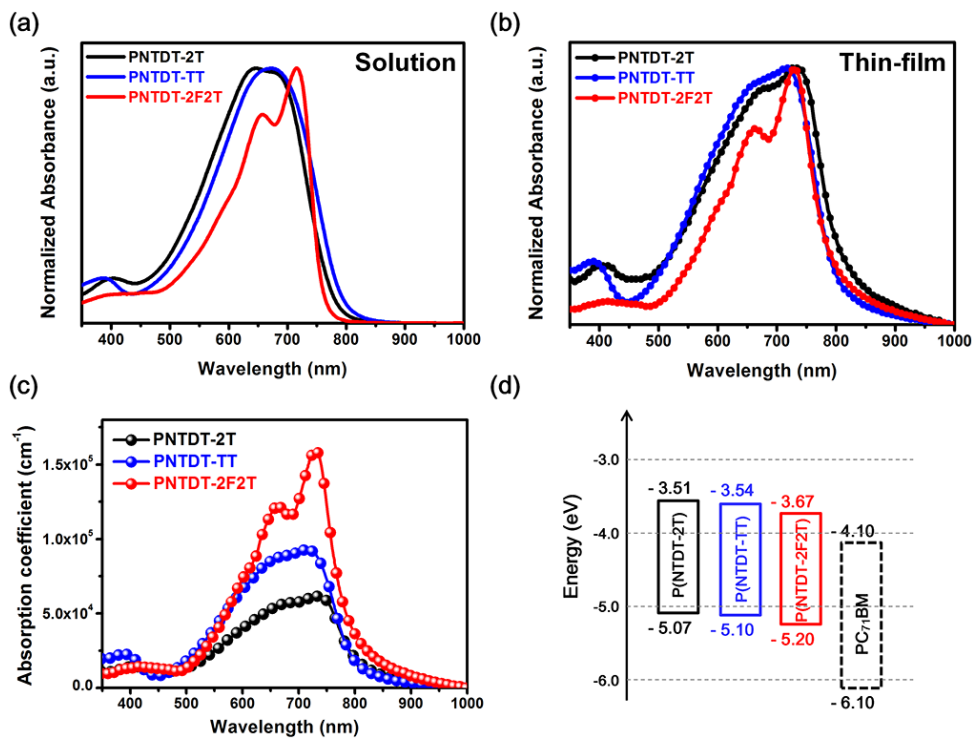 (a)
PNTDT-2T
PNTDT-TT
PNTDT-2F2T
Solution
Normalized Absorbance (a.u.)
400 500 600 700 800 900 1000
Wavelength (nm)
(b)
PNTDT-2T
PNTDT-TT
PNTDT-2F2T
Thin-film
Normalized Absorbance (a.u.)
400 500 600 700 800 900 1000
Wavelength (nm)
(c)
PNTDT-2T
PNTDT-TT
PNTDT-2F2T
Absorption coefficient (cm⁻¹)
1.5x10⁵
1.0x10⁵
5.0x10⁴
0.0
400 500 600 700 800 900 1000
Wavelength (nm)
(d)
Energy (eV)
-3.0
-4.0
-5.0
-6.0
- 3.51
P(NTDT-2T)
- 5.07
- 3.54
P(NTDT-TT)
- 5.10
- 3.67
P(NTDT-2F2T)
- 5.20
- 4.10
PC₇₁BM
- 6.10